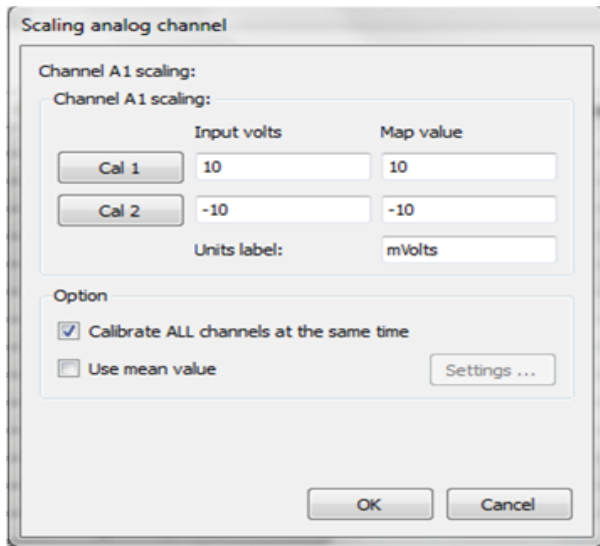 Scaling analog channel
Channel A1 scaling:
Channel A1 scaling:
Input volts Map value
Cal 1 10 10
Cal 2 -10 -10
Units label: mVolts
Option
Calibrate ALL channels at the same time
Use mean value Settings ...
OK Cancel